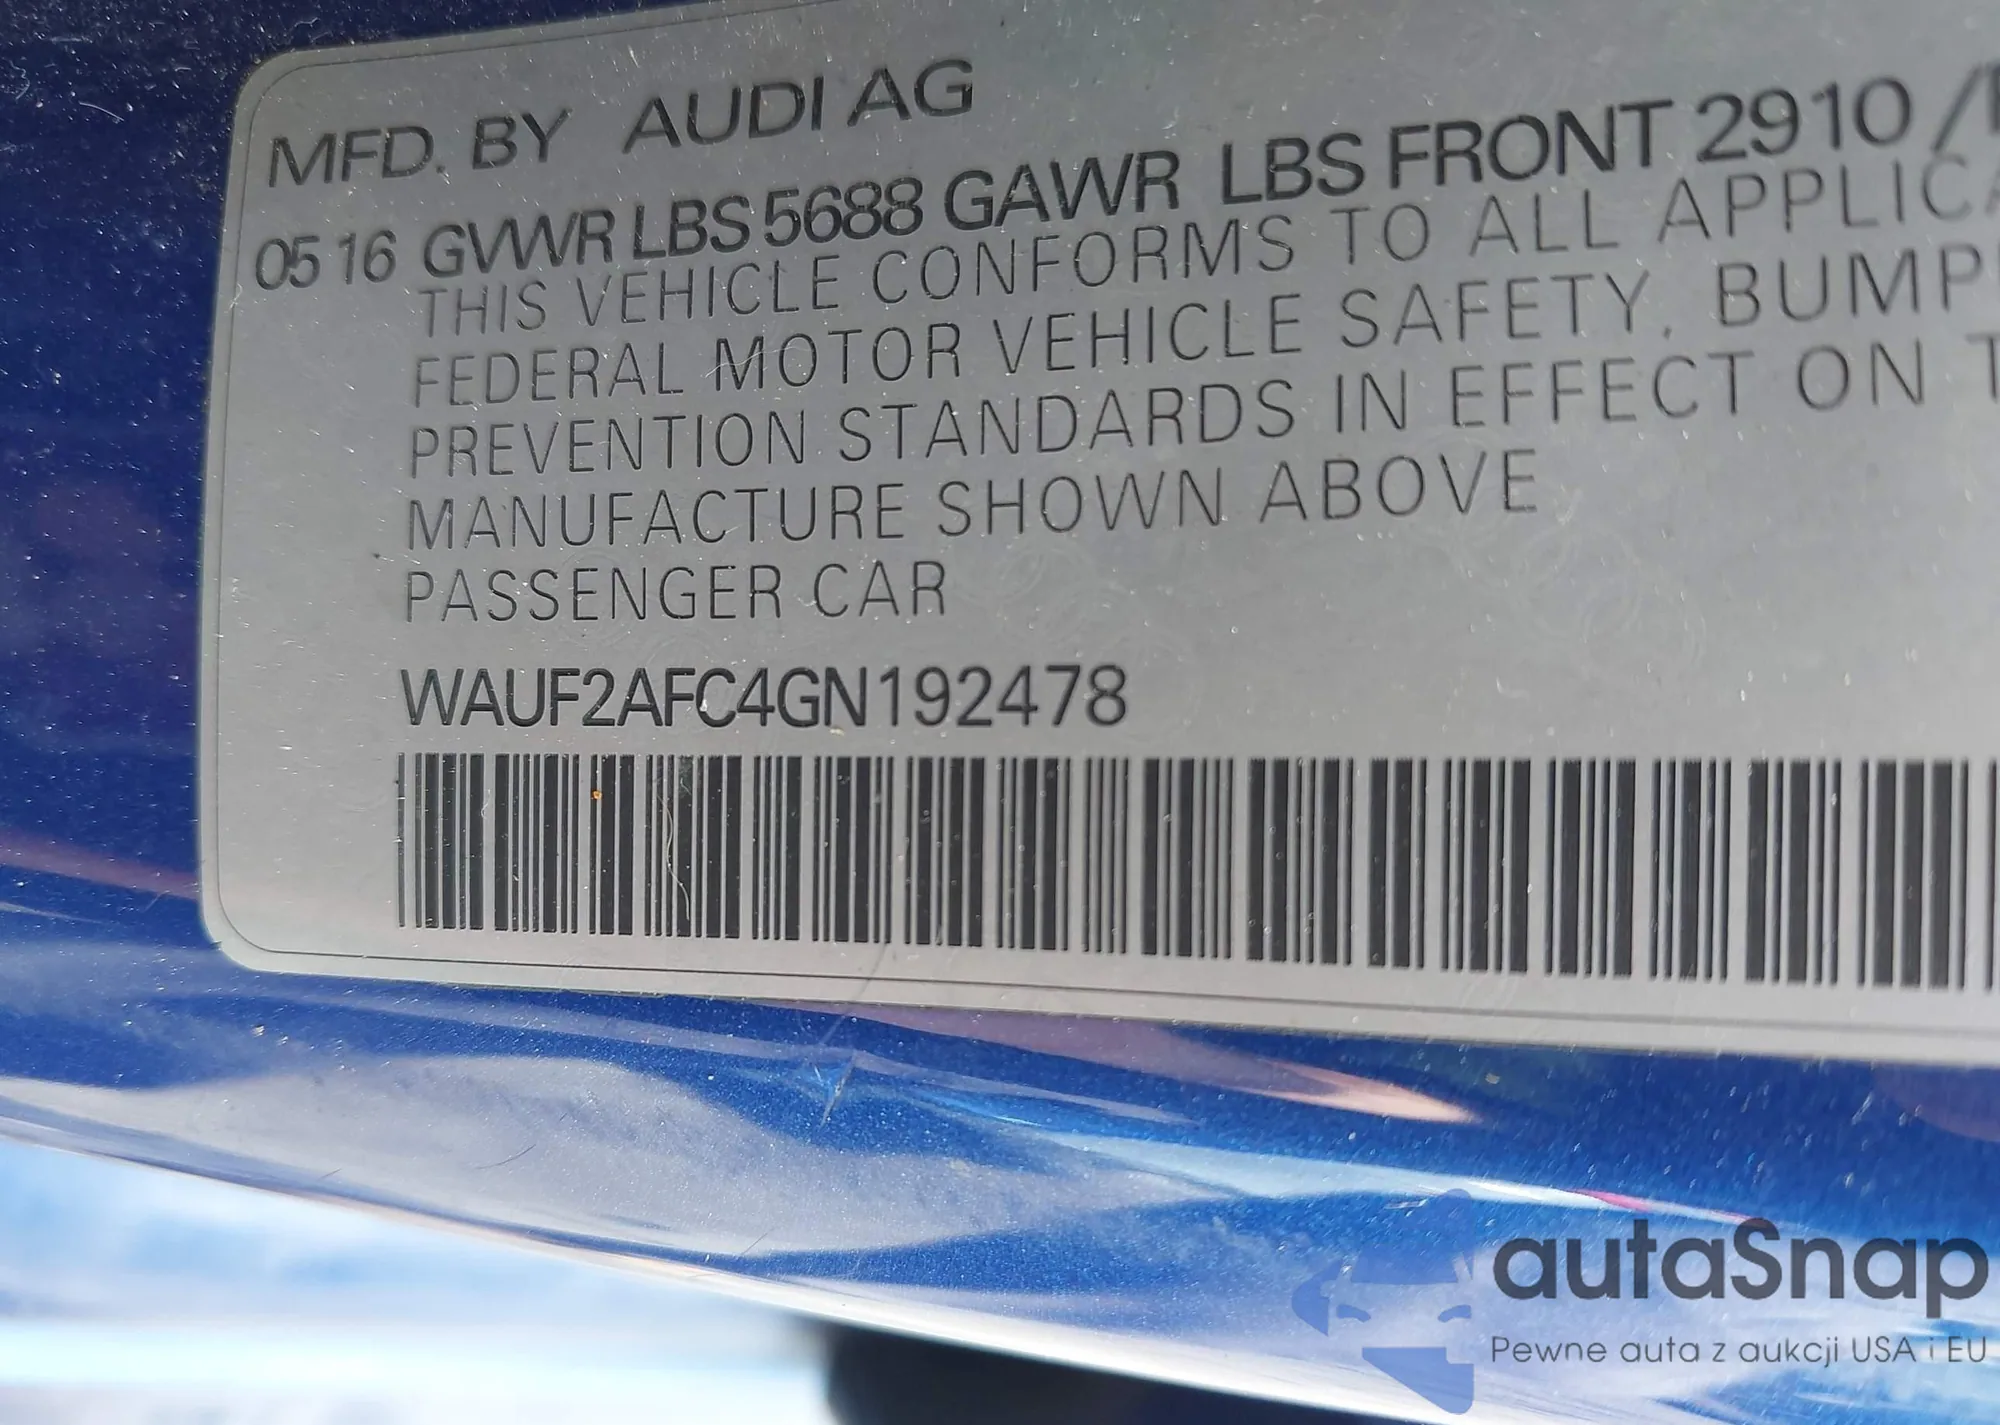 MFD. BY AUDI AG
05 16 GVWR LBS 5688 GAWR LBS FRONT 2910 /
THIS VEHICLE CONFORMS TO ALL
FEDERAL MOTOR VEHICLE SAFETY,
PREVENTION STANDARDS IN EFFECT ON
MANUFACTURE SHOWN ABOVE
PASSENGER CAR
WAUF2AFC4GN192478
autaSnap
Pewne auta z aukcji USA i EU